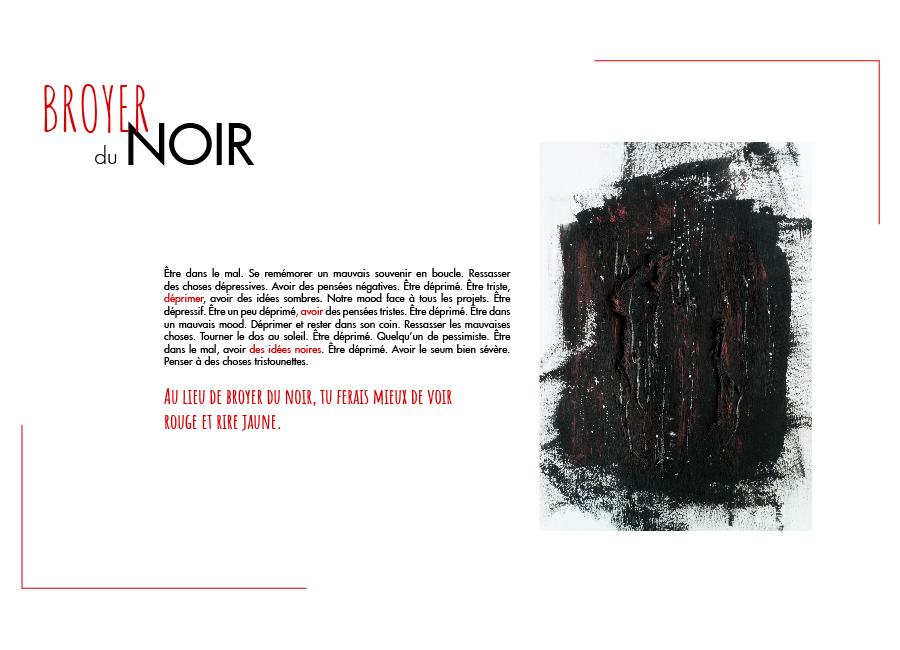 BROYER
du NOIR
Être dans le mal. Se remémorer un mauvais souvenir en boucle. Ressasser
des choses dépressives. Avoir des pensées négatives. Être déprimé. Être triste,
déprimer, avoir des idées sombres. Notre mood face à tous les projets. Être
dépressif. Être un peu déprimé, avoir des pensées tristes. Être déprimé. Être dans
un mauvais mood. Déprimer et rester dans son coin. Ressasser les mauvaises
choses. Tourner le dos au soleil. Être déprimé. Quelqu’un de pessimiste. Être
dans le mal, avoir des idées noires. Être déprimé. Avoir le seum bien sévère.
Penser à des choses tristounettes.
Au lieu de broyer du noir, tu ferais mieux de voir
rouge et rire jaune.